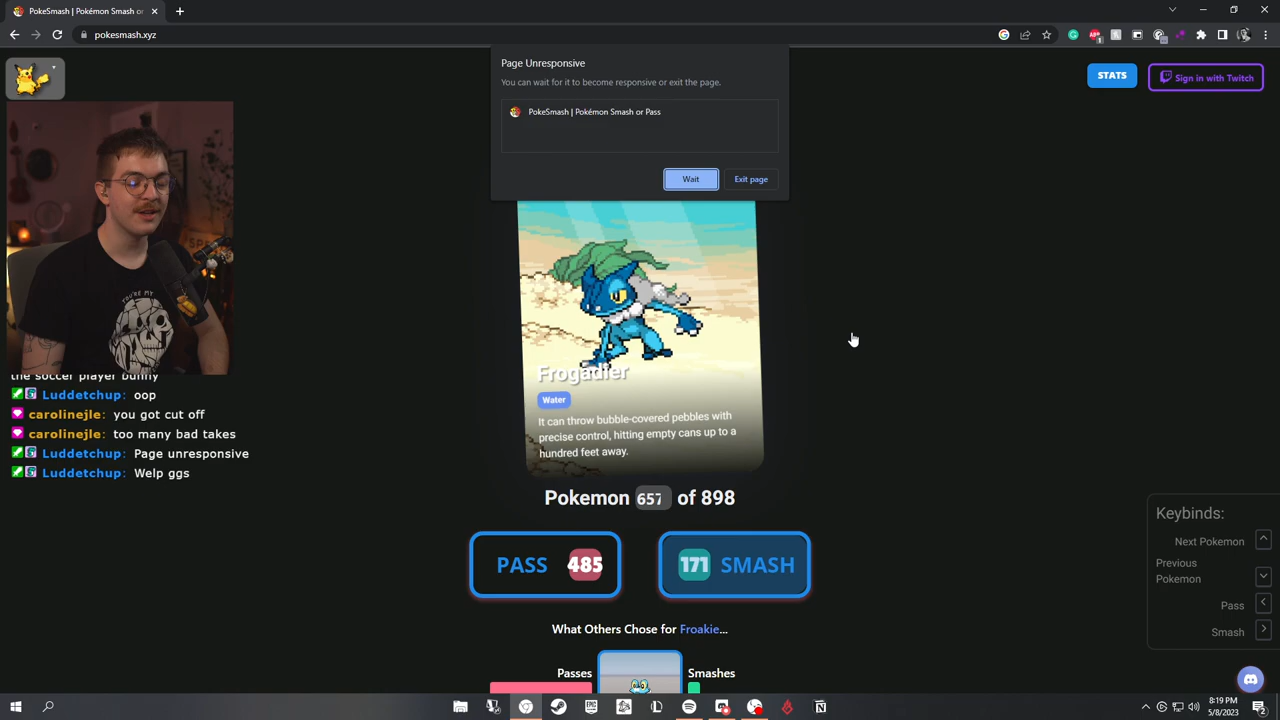 PokeSmash | Pokémon Smash or
pokesmash.xyz
Page Unresponsive
You can wait for it to become responsive or exit the page.
PokeSmash | Pokémon Smash or Pass
Wait
Exit page
STATS
Sign in with Twitch
YOU'RE MY
the soccer player bunny
Luddetchup: oop
carolinejle: you got cut off
carolinejle: too many bad takes
Luddetchup: Page unresponsive
Luddetchup: Welp ggs
Frogadier
Water
It can throw bubble-covered pebbles with
precise control, hitting empty cans up to a
hundred feet away.
Pokemon 657 of 898
PASS 485
171 SMASH
What Others Chose for Froakie...
Passes
Smashes
Keybinds:
Next Pokemon
Previous
Pokemon
Pass
Smash
8:19 PM
5/8/2023